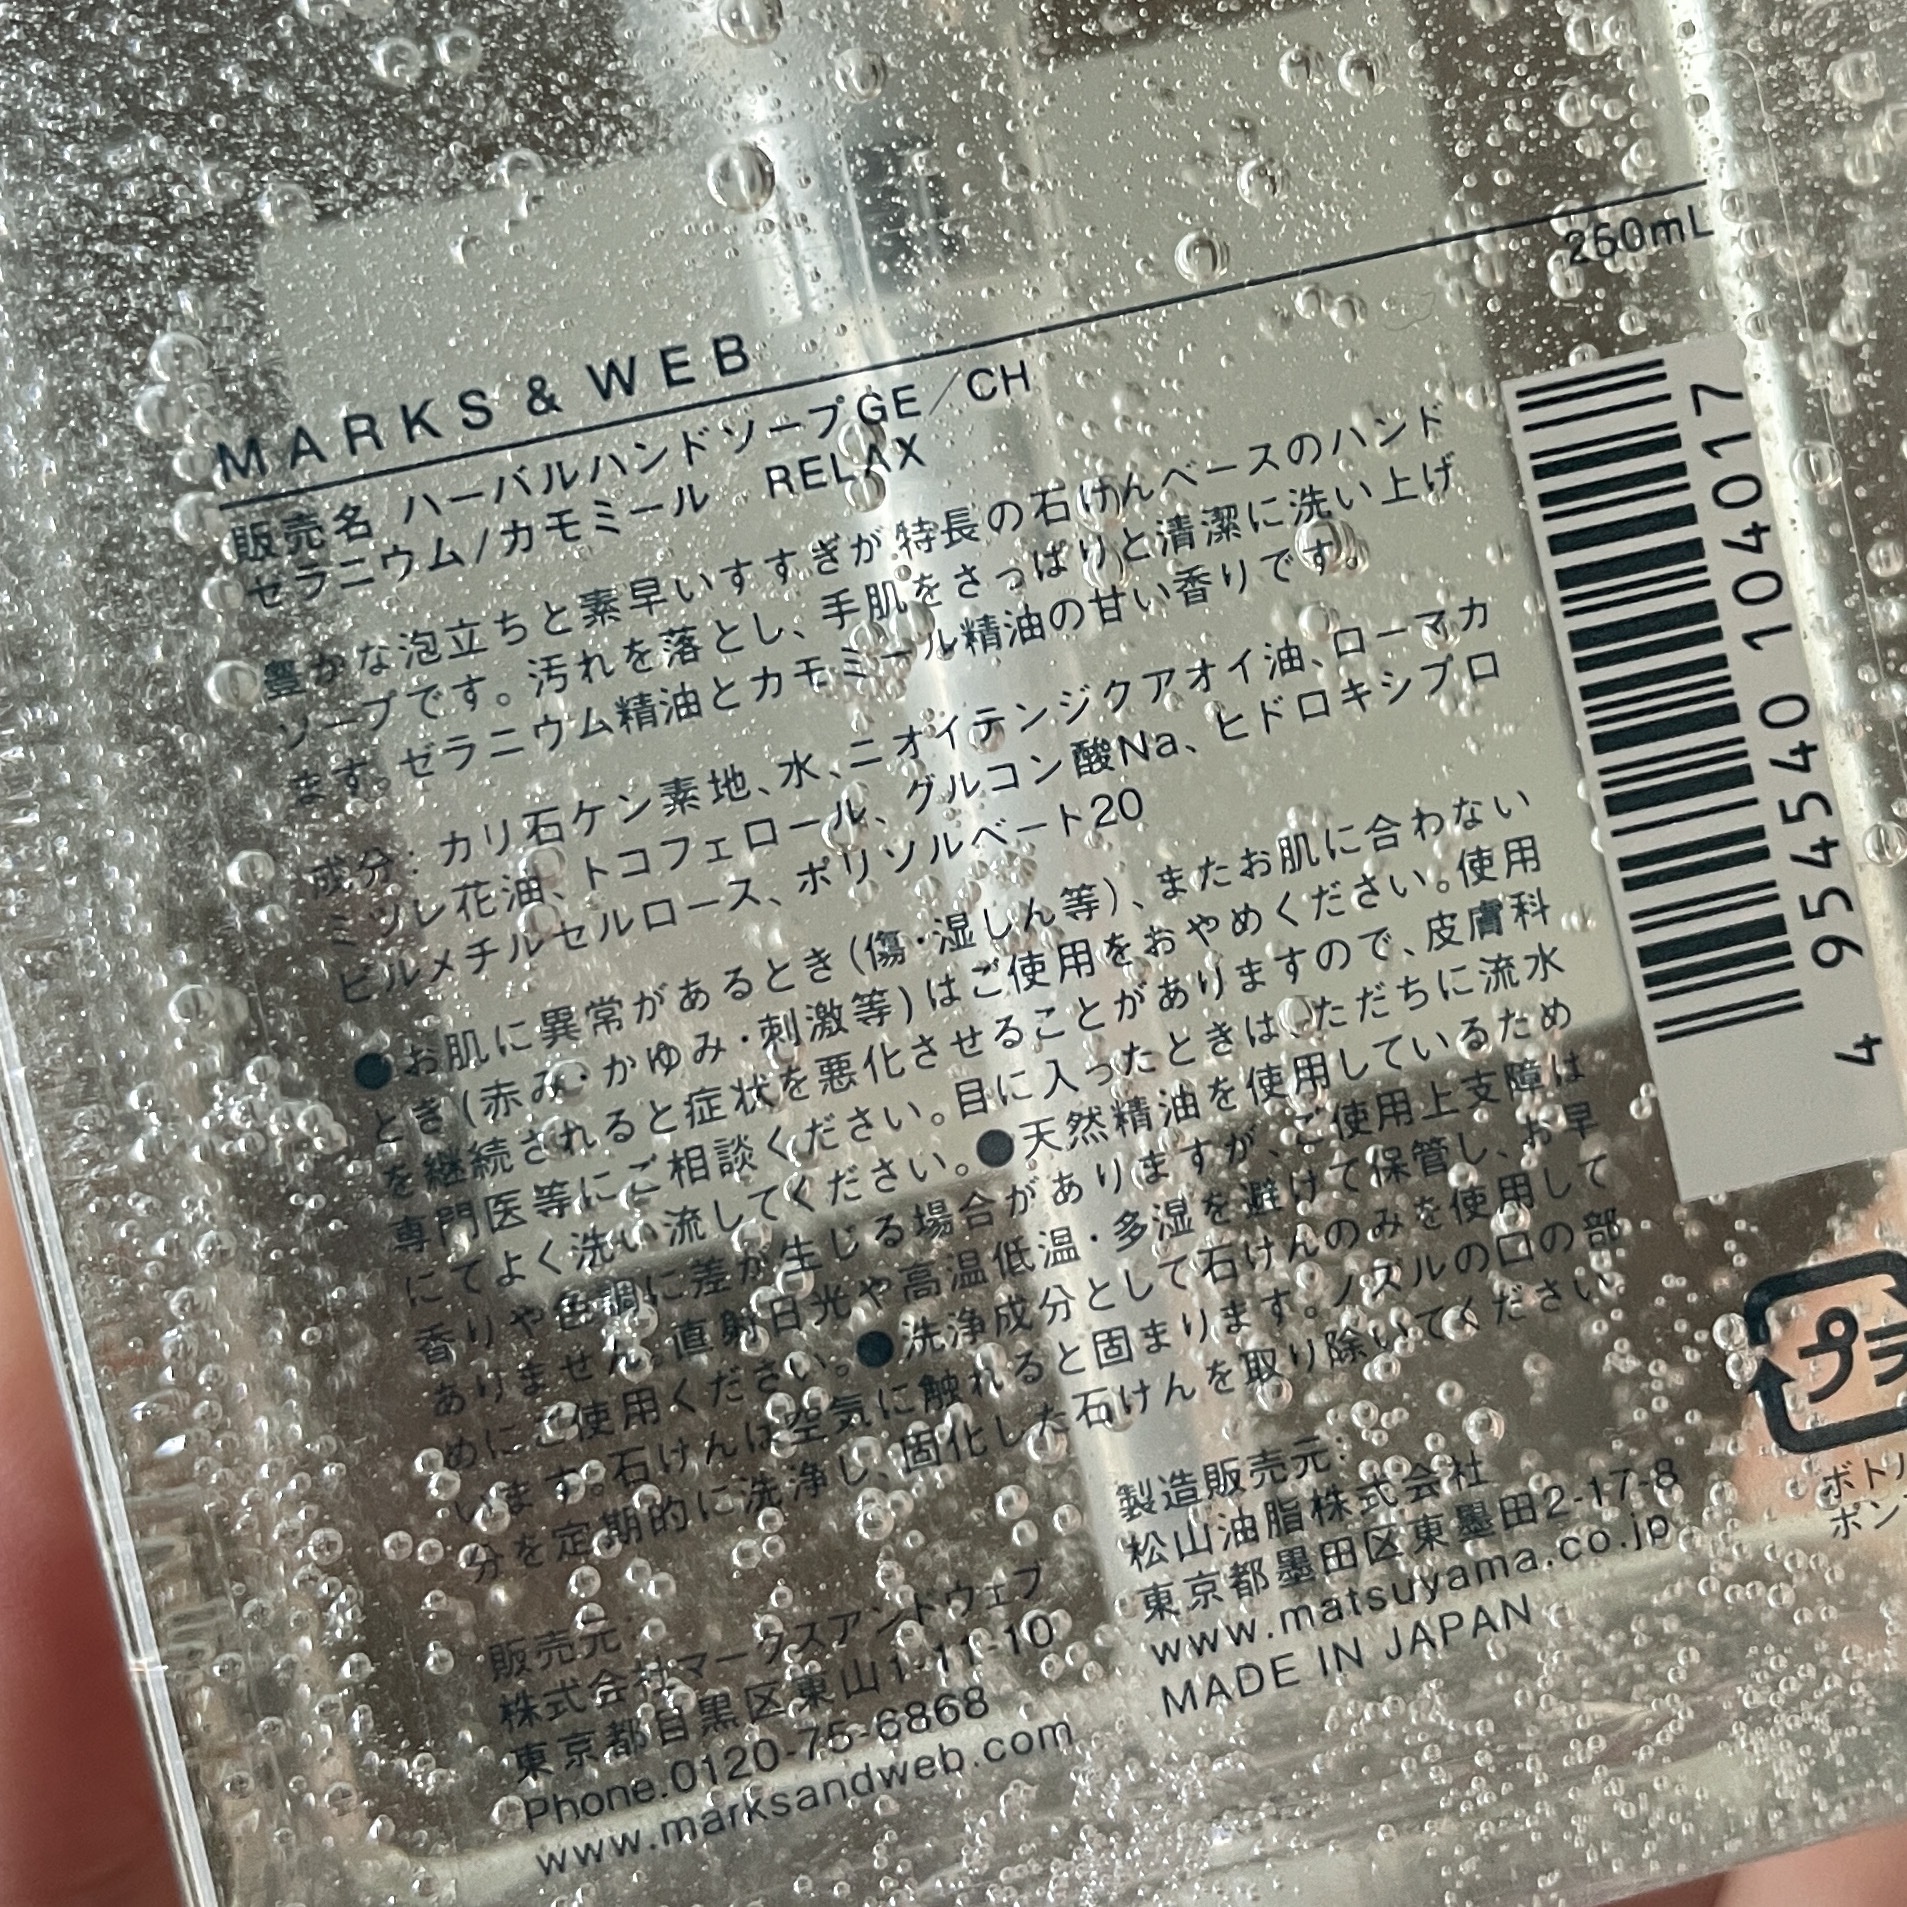 MARKS & WEB
250mL
販売名 ハーバルハンドソープGE/CH
ゼラニウム/カモミール RELAX
豊かな泡立ちと素早いすすぎが特長の石けんベースのハンド
ソープです。汚れを落とし、手肌をさっぱりと清潔に洗い上げ
ます。ゼラニウム精油とカモミール精油の甘い香りです。
成分：カリ石ケン素地、水、ニオイテンジクアオイ油、ローマカ
ミツレ花油、トコフェロール、グルコン酸Na、ヒドロキシプロ
ピルメチルセルロース、ポリソルベート20
●お肌に異常があるとき(傷・湿しん等)、またお肌に合わない
とき(赤み・かゆみ・刺激等)はご使用をおやめください。使用
を継続されると症状を悪化させることがありますので、皮膚科
専門医等にご相談ください。目に入ったときは、ただちに流水
にてよく洗い流してください。●天然精油を使用しているため
香りや色調に差が生じる場合がありますが、ご使用上支障は
ありません。直射日光や高温低温・多湿を避けて保管し、お早
めにご使用ください。●洗浄成分として石けんのみを使用して
います。石けんは空気に触れると固まります。ノズルの口の部
分を定期的に洗浄し、固化した石けんを取り除いてください
販売元：
株式会社マークスアンドウェブ
東京都目黒区東山1-11-10
Phone.0120-75-6868
www.marksandweb.com
製造販売元：
松山油脂株式会社
東京都墨田区東墨田2-17-8
www.matsuyama.co.jp
MADE IN JAPAN
4 954540 104017
プラ
ボトル
ポン